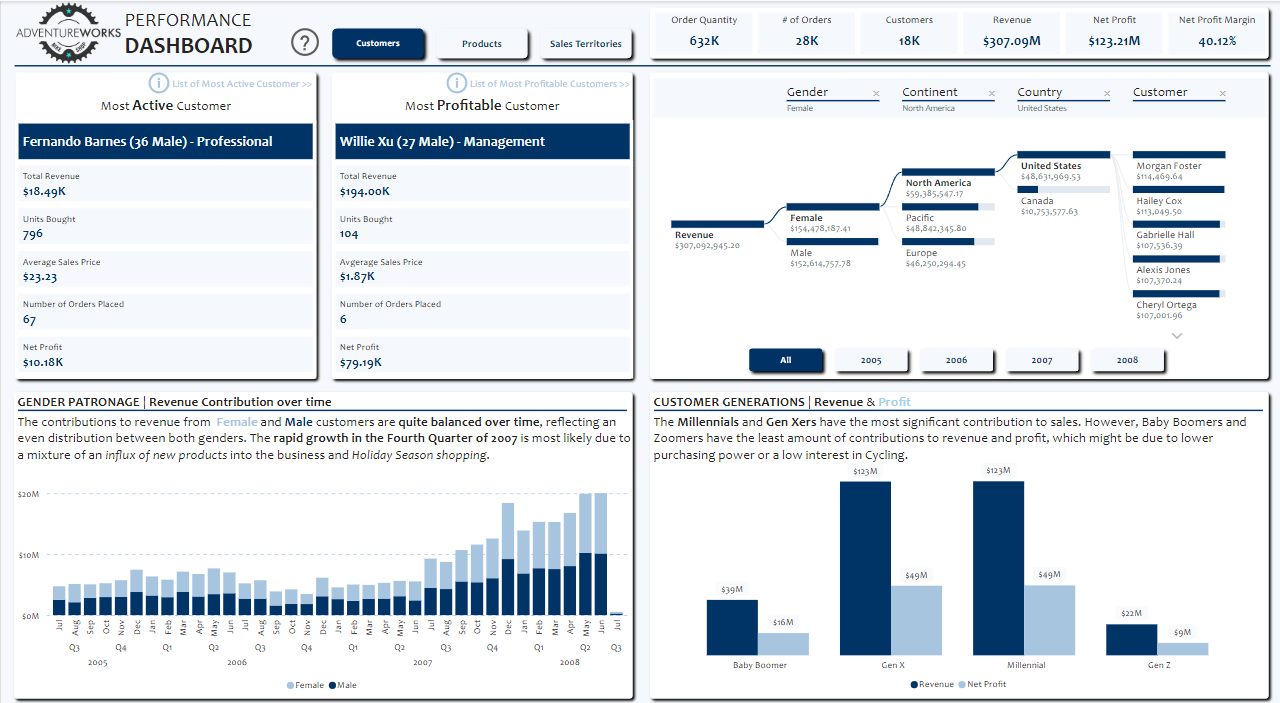 ADVENTUREWORKS
BIKE SHOP
PERFORMANCE
DASHBOARD
?
Customers
Products
Sales Territories
Order Quantity
632K
# of Orders
28K
Customers
18K
Revenue
$307.09M
Net Profit
$123.21M
Net Profit Margin
40.12%
i List of Most Active Customer >>
Most Active Customer
Fernando Barnes (36 Male) - Professional
Total Revenue
$18.49K
Units Bought
796
Average Sales Price
$23.23
Number of Orders Placed
67
Net Profit
$10.18K
i List of Most Profitable Customers >>
Most Profitable Customer
Willie Xu (27 Male) - Management
Total Revenue
$194.00K
Units Bought
104
Avgerage Sales Price
$1.87K
Number of Orders Placed
6
Net Profit
$79.19K
Gender
Female
Continent
North America
Country
United States
Customer
Revenue
$307,092,945.20
Female
$154,478,187.41
Male
$152,614,757.78
North America
$59,385,547.17
Pacific
$48,842,345.80
Europe
$46,250,294.45
United States
$48,631,969.53
Canada
$10,753,577.63
Morgan Foster
$114,469.64
Hailey Cox
$113,049.50
Gabrielle Hall
$107,536.39
Alexis Jones
$107,370.24
Cheryl Ortega
$107,001.96
All
2005
2006
2007
2008
GENDER PATRONAGE | Revenue Contribution over time
The contributions to revenue from Female and Male customers are quite balanced over time, reflecting an
even distribution between both genders. The rapid growth in the Fourth Quarter of 2007 is most likely due to
a mixture of an influx of new products into the business and Holiday Season shopping.
$20M
$10M
$0M
Jul Aug Sep Oct Nov Dec Jan Feb Mar Apr May Jun Jul Aug Sep Oct Nov Dec Jan Feb Mar Apr May Jun Jul Aug Sep Oct Nov Dec Jan Feb Mar Apr May Jun Jul
Q3 Q4 Q1 Q2 Q3 Q4 Q1 Q2 Q3 Q4 Q1 Q2 Q3
2005 2006 2007 2008
Female Male
CUSTOMER GENERATIONS | Revenue & Profit
The Millennials and Gen Xers have the most significant contribution to sales. However, Baby Boomers and
Zoomers have the least amount of contributions to revenue and profit, which might be due to lower
purchasing power or a low interest in Cycling.
$39M
$16M
$123M
$49M
$123M
$49M
$22M
$9M
Baby Boomer Gen X Millennial Gen Z
Revenue Net Profit